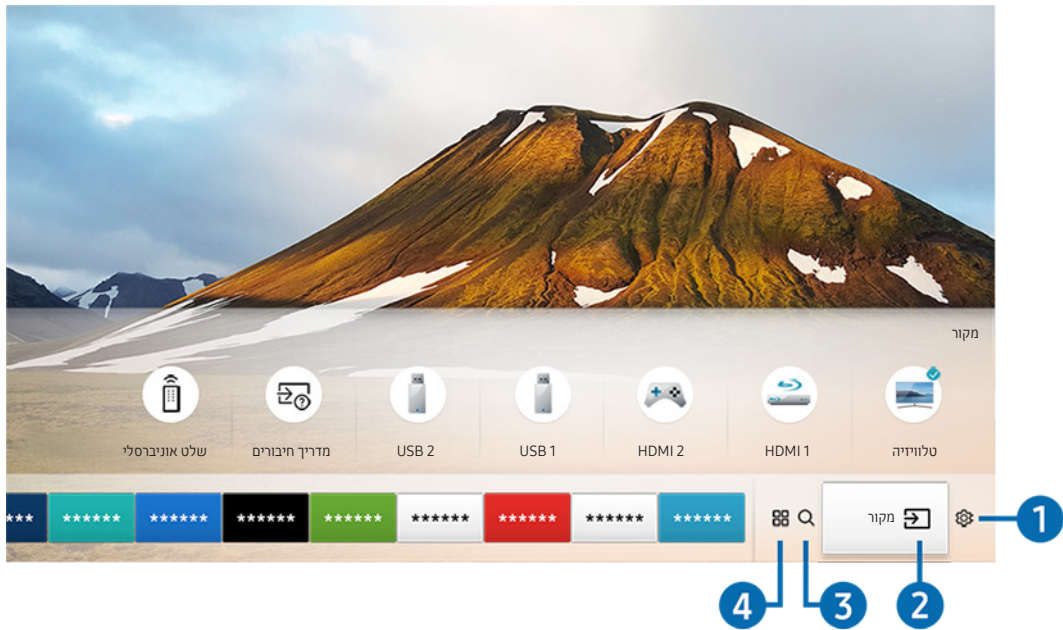 מקור
טלוויזיה
HDMI 1
HDMI 2
USB 1
USB 2
מדריך חיבורים
שלט אוניברסלי
מקור
****** ****** ****** ****** ****** ****** ****** ****** ***
1
2
3
4